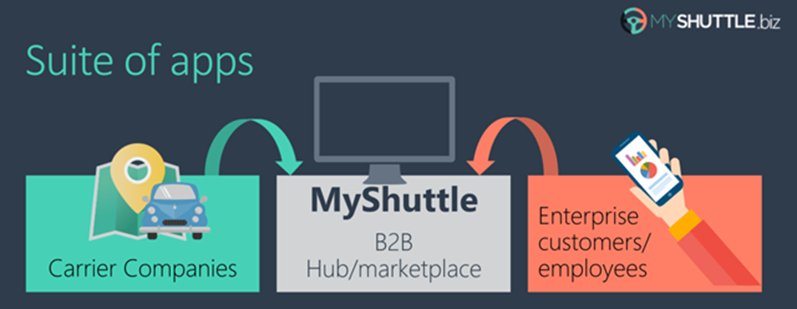 MYSHUTTLE.biz
Suite of apps
MyShuttle
B2B
Hub/marketplace
Carrier Companies
Enterprise
customers/
employees